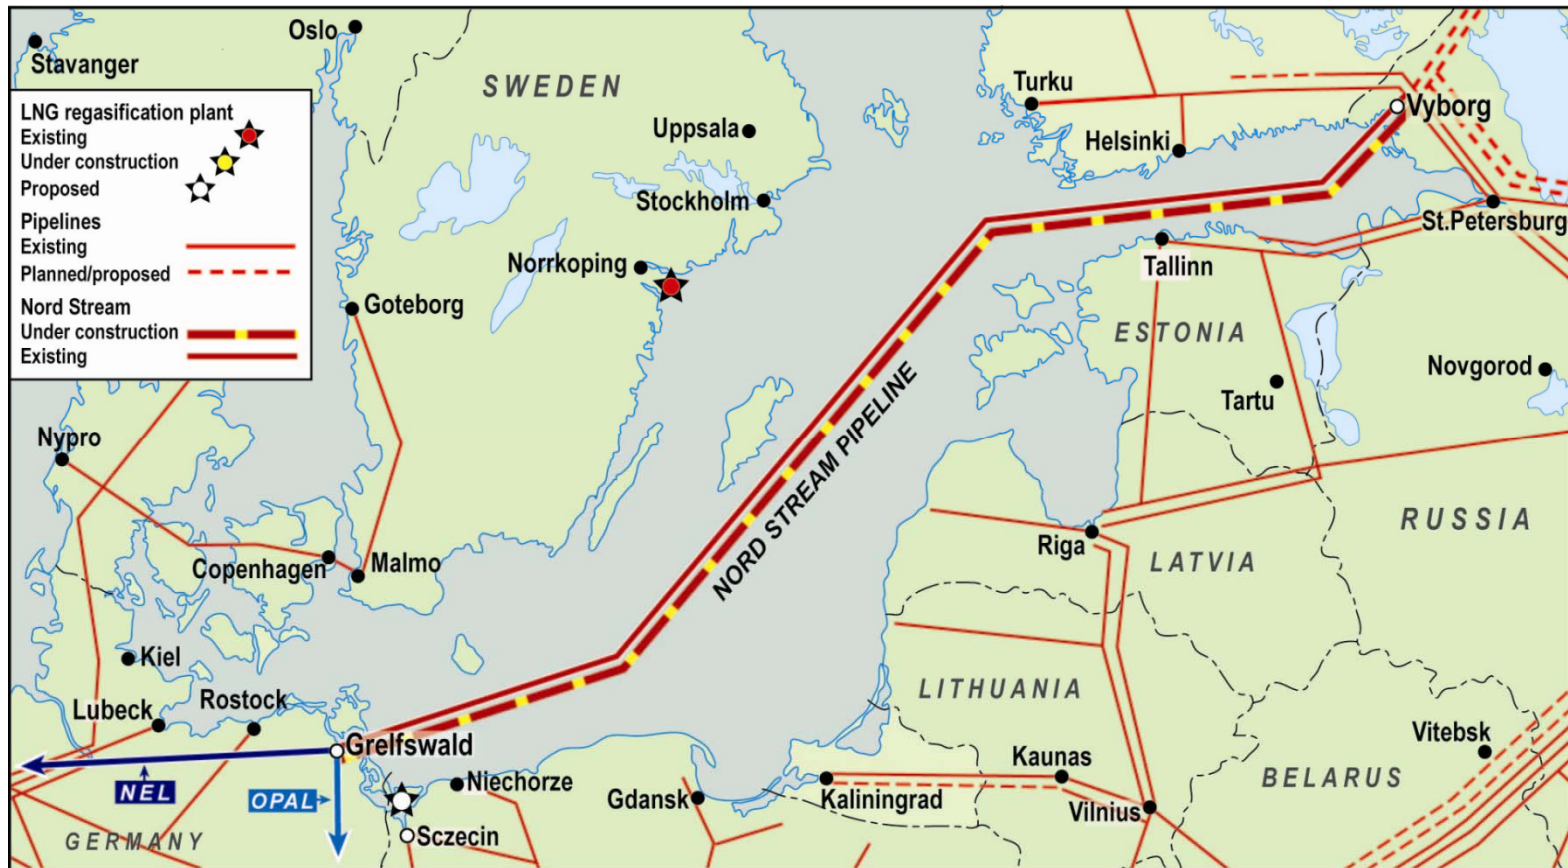 Oslo
Stavanger
SWEDEN
Turku
Vyborg
Uppsala
Helsinki
LNG regasification plant
Existing
Under construction
Proposed
Pipelines
Existing
Planned/proposed
Nord Stream
Under construction
Existing
Stockholm
St.Petersburg
Norrkoping
Tallinn
Goteborg
ESTONIA
Novgorod
Tartu
Nypro
NORD STREAM PIPELINE
RUSSIA
Riga
Copenhagen
Malmo
LATVIA
Kiel
LITHUANIA
Rostock
Lubeck
Vitebsk
Grelfswald
Kaunas
BELARUS
NEL
OPAL
Niechorze
Gdansk
Kaliningrad
Vilnius
GERMANY
Sczecin